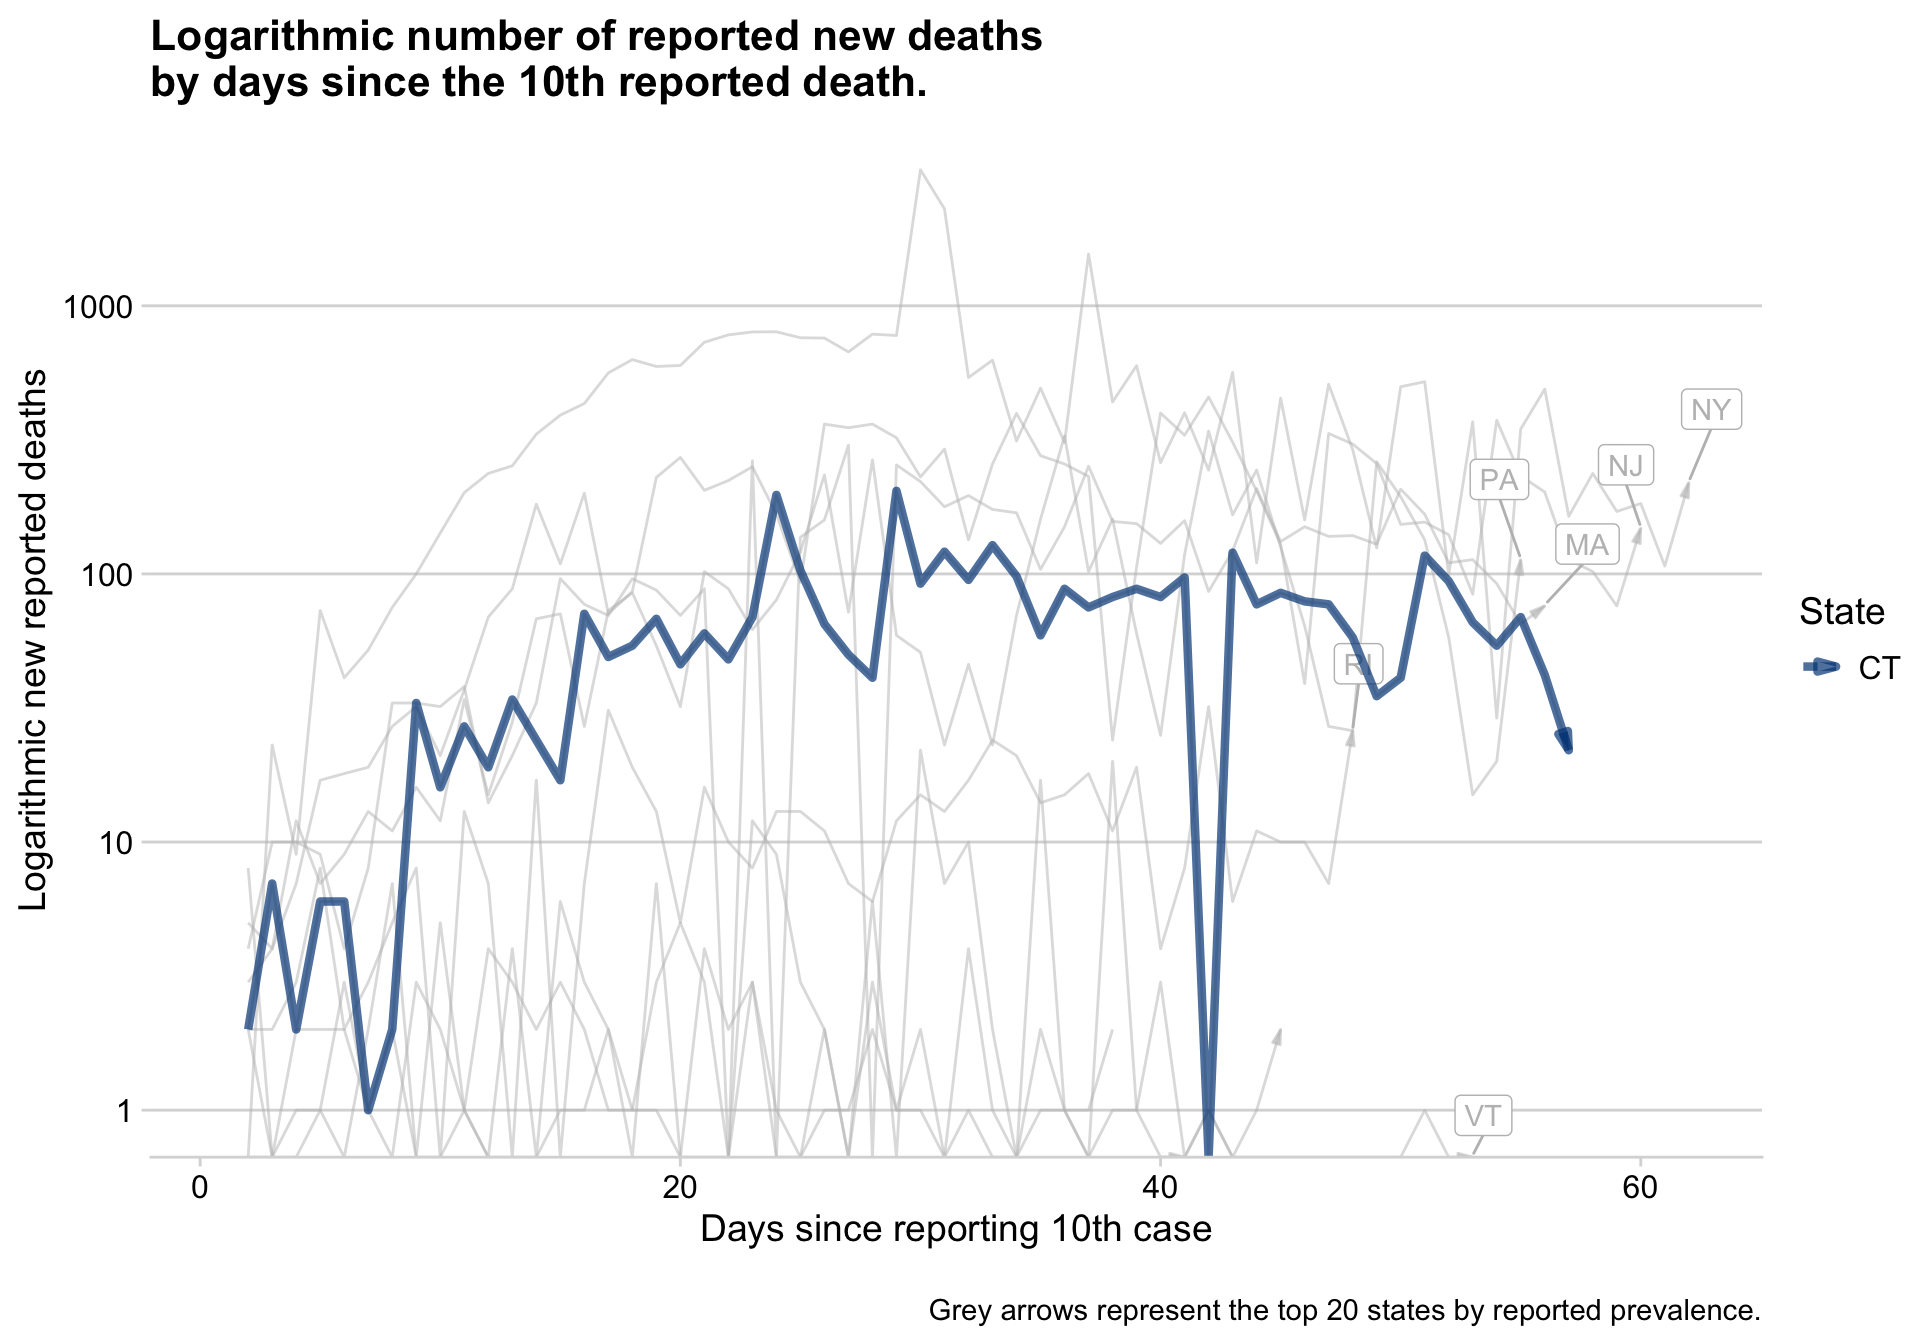 Logarithmic number of reported new deaths
by days since the 10th reported death.
Logarithmic new reported deaths
1000
100
10
1
NY
NJ
PA
MA
RI
VT
State
CT
0
20
40
60
Days since reporting 10th case
Grey arrows represent the top 20 states by reported prevalence.